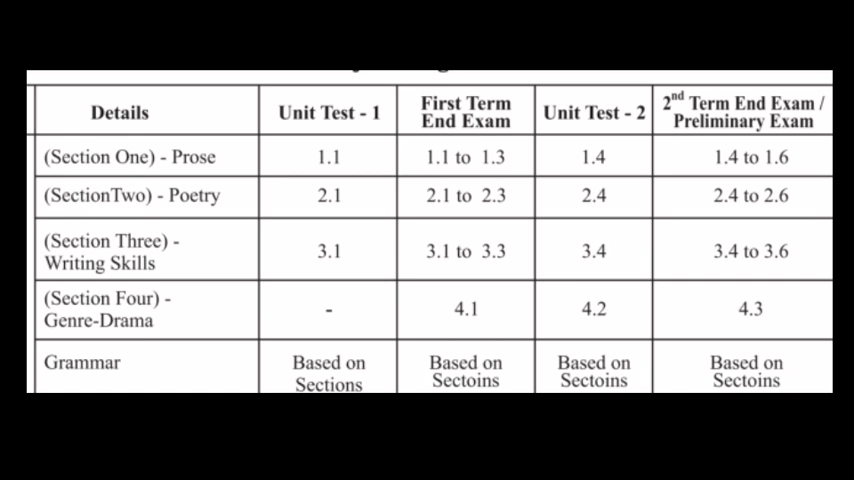 Details Unit Test - 1 First Term End Exam Unit Test - 2 2nd Term End Exam / Preliminary Exam
(Section One) - Prose 1.1 1.1 to 1.3 1.4 1.4 to 1.6
(SectionTwo) - Poetry 2.1 2.1 to 2.3 2.4 2.4 to 2.6
(Section Three) - Writing Skills 3.1 3.1 to 3.3 3.4 3.4 to 3.6
(Section Four) - Genre-Drama - 4.1 4.2 4.3
Grammar Based on Sections Based on Sectoins Based on Sectoins Based on Sectoins